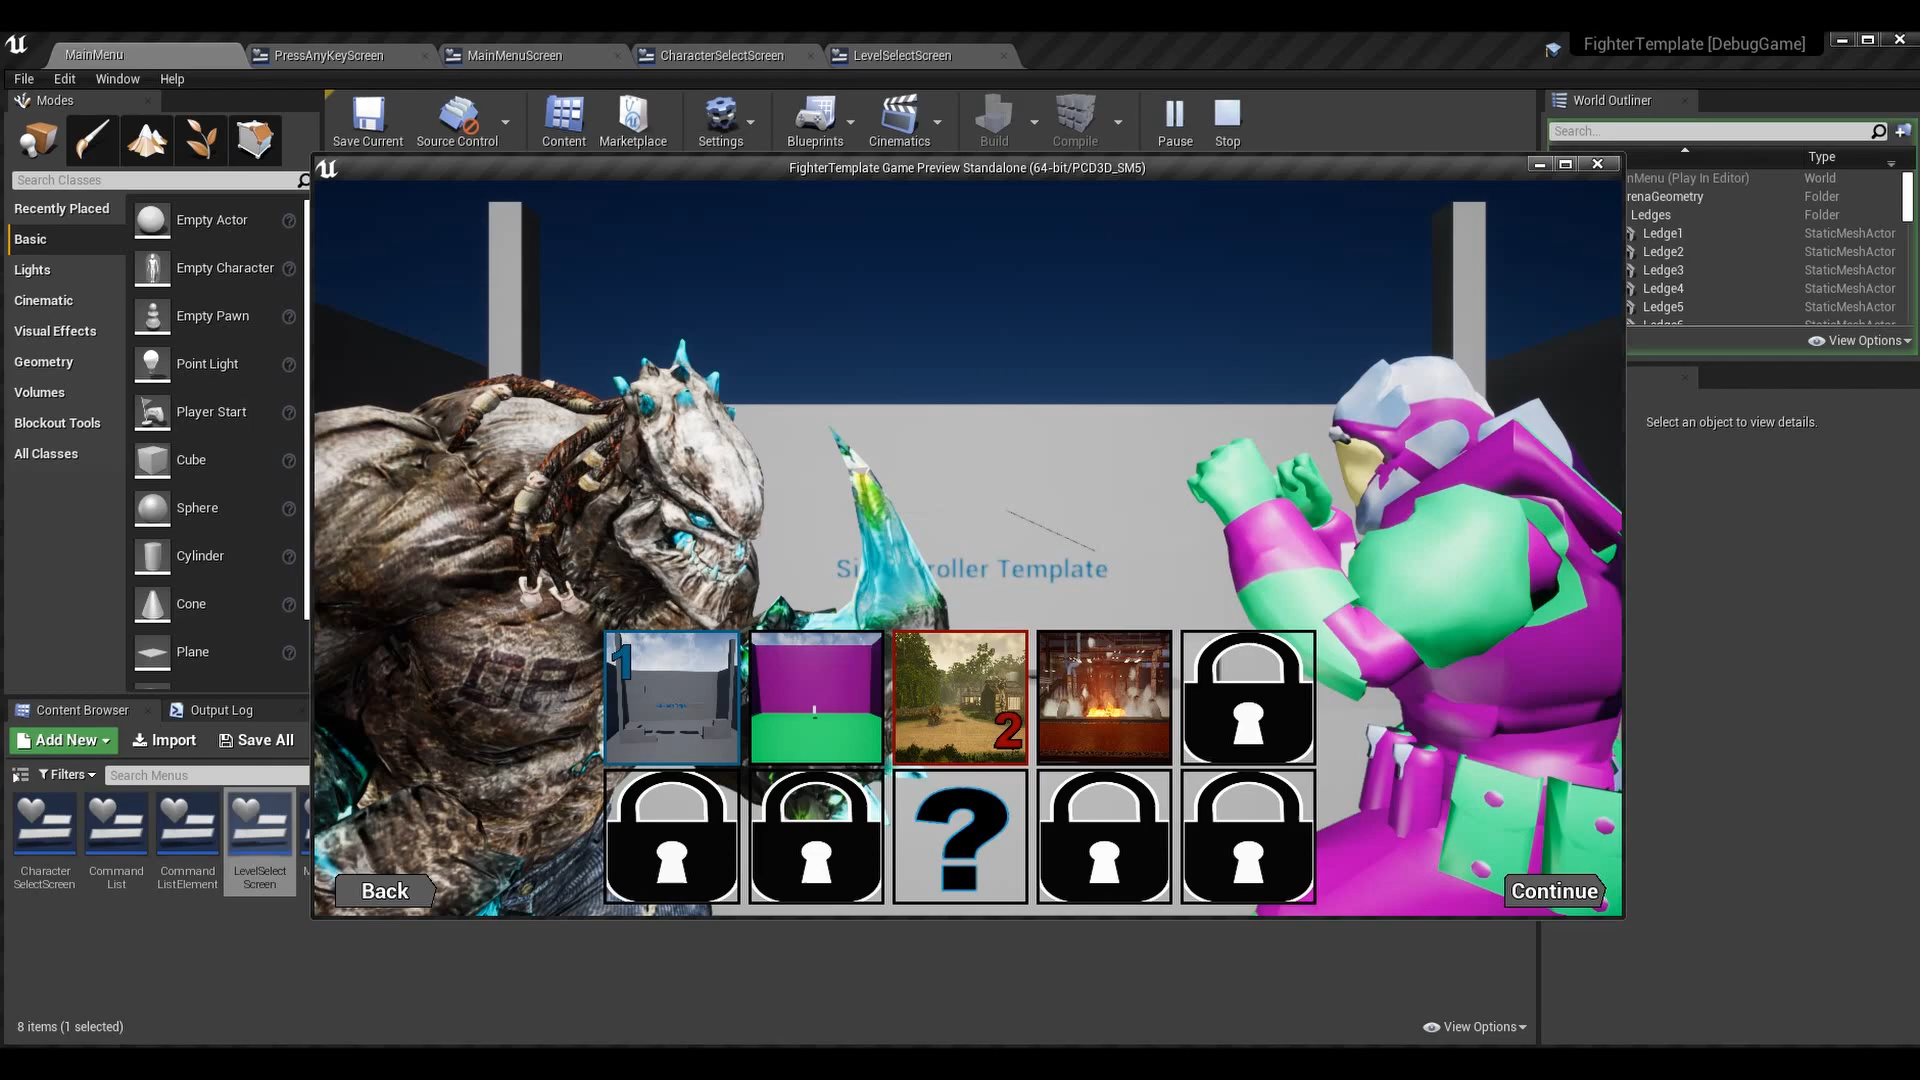 MainMenu
PressAnyKeyScreen
MainMenuScreen
CharacterSelectScreen
LevelSelectScreen
FighterTemplate [DebugGame]
File Edit Window Help
Modes
World Outliner
Save Current
Source Control
Content
Marketplace
Settings
Blueprints
Cinematics
Build
Compile
Pause
Stop
Search...
Type
FighterTemplate Game Preview Standalone (64-bit/PCD3D_SM5)
Search Classes
Recently Placed
Basic
Lights
Cinematic
Visual Effects
Geometry
Volumes
Blockout Tools
All Classes
Empty Actor
Empty Character
Empty Pawn
Point Light
Player Start
Cube
Sphere
Cylinder
Cone
Plane
nMenu (Play In Editor) World
renaGeometry Folder
Ledges Folder
Ledge1 StaticMeshActor
Ledge2 StaticMeshActor
Ledge3 StaticMeshActor
Ledge4 StaticMeshActor
Ledge5 StaticMeshActor
View Options
Select an object to view details.
Si roller Template
1
2
?
Back
Continue
Content Browser
Output Log
Add New
Import
Save All
Filters
Search Menus
Character
SelectScreen
Command
List
Command
ListElement
LevelSelect
Screen
8 items (1 selected)
View Options